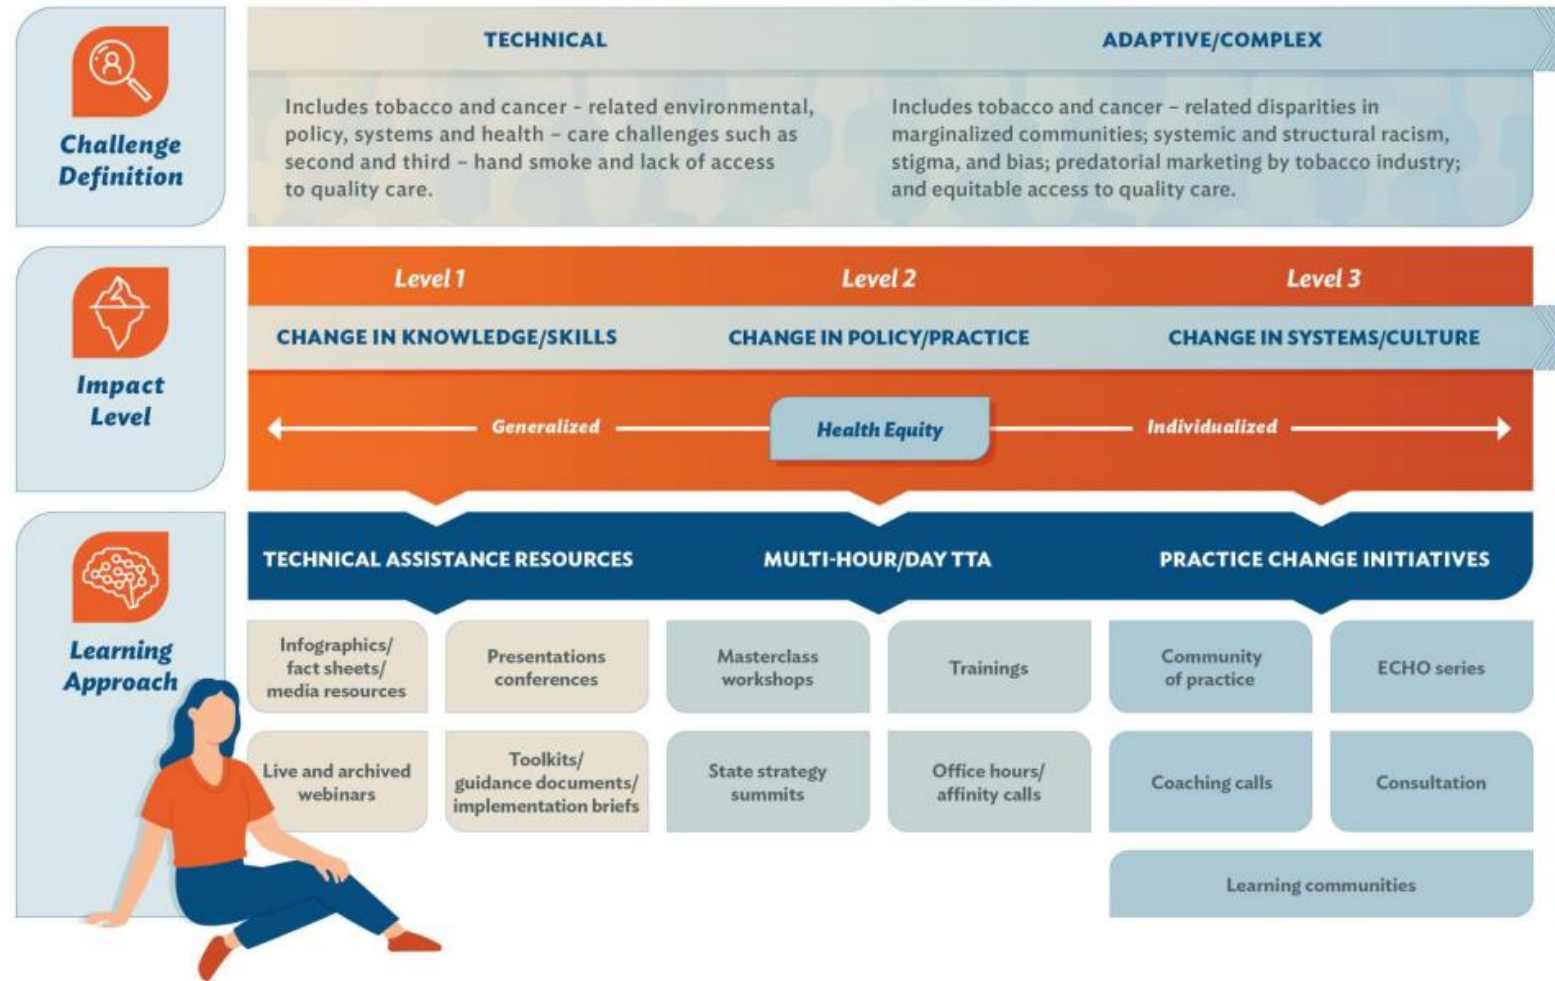 Challenge
Definition
TECHNICAL
ADAPTIVE/COMPLEX
Includes tobacco and cancer - related environmental,
policy, systems and health – care challenges such as
second and third – hand smoke and lack of access
to quality care.
Includes tobacco and cancer – related disparities in
marginalized communities; systemic and structural racism,
stigma, and bias; predatorial marketing by tobacco industry;
and equitable access to quality care.
Impact
Level
Level 1
Level 2
Level 3
CHANGE IN KNOWLEDGE/SKILLS
CHANGE IN POLICY/PRACTICE
CHANGE IN SYSTEMS/CULTURE
Generalized
Health Equity
Individualized
Learning
Approach
TECHNICAL ASSISTANCE RESOURCES
MULTI-HOUR/DAY TTA
PRACTICE CHANGE INITIATIVES
Infographics/
fact sheets/
media resources
Presentations
conferences
Masterclass
workshops
Trainings
Community
of practice
ECHO series
Live and archived
webinars
Toolkits/
guidance documents/
implementation briefs
State strategy
summits
Office hours/
affinity calls
Coaching calls
Consultation
Learning communities